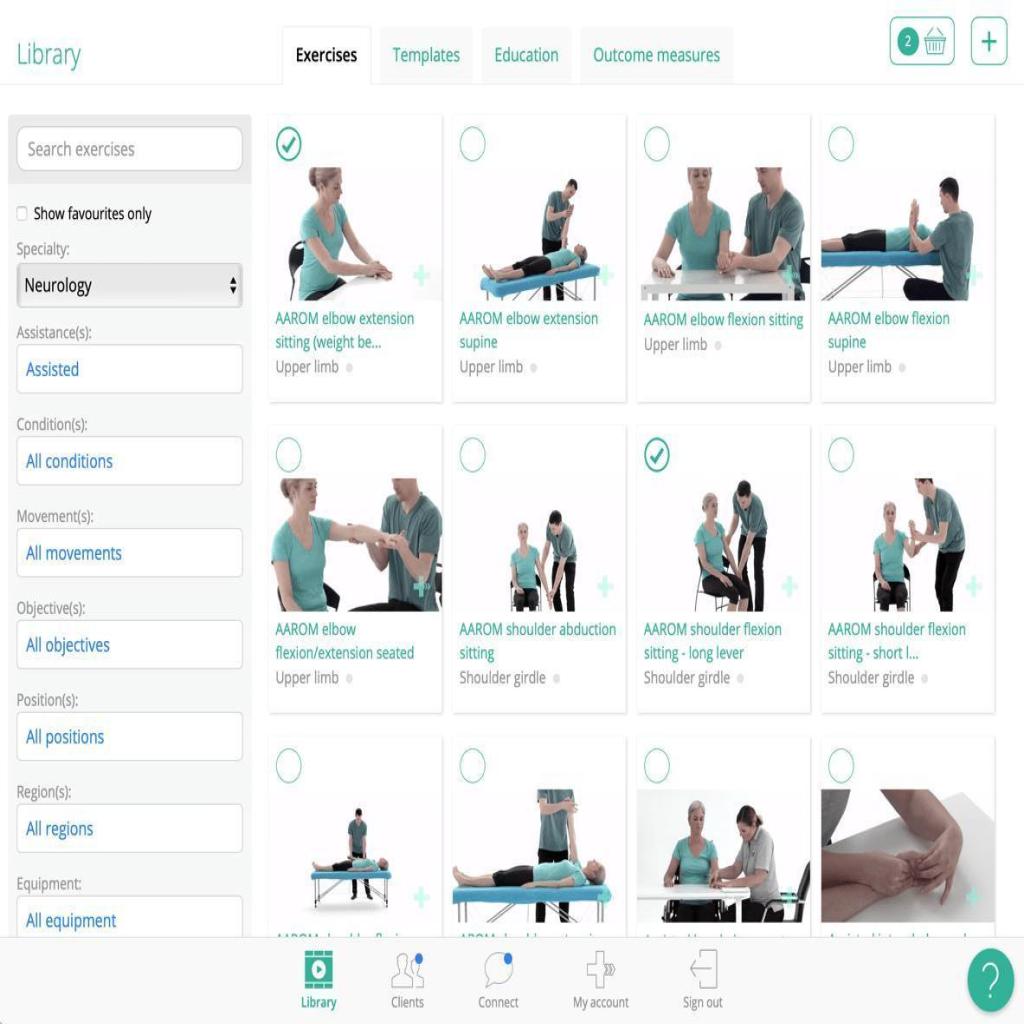 Library
Exercises
Templates
Education
Outcome measures
2
Search exercises
Show favourites only
Specialty:
Neurology
Assistance(s):
Assisted
Condition(s):
All conditions
Movement(s):
All movements
Objective(s):
All objectives
Position(s):
All positions
Region(s):
All regions
Equipment:
All equipment
AAROM elbow extension
sitting (weight be...
Upper limb
AAROM elbow extension
supine
Upper limb
AAROM elbow flexion sitting
Upper limb
AAROM elbow flexion
supine
Upper limb
AAROM elbow
flexion/extension seated
Upper limb
AAROM shoulder abduction
sitting
Shoulder girdle
AAROM shoulder flexion
sitting - long lever
Shoulder girdle
AAROM shoulder flexion
sitting - short l...
Shoulder girdle
Library
Clients
Connect
My account
Sign out
?